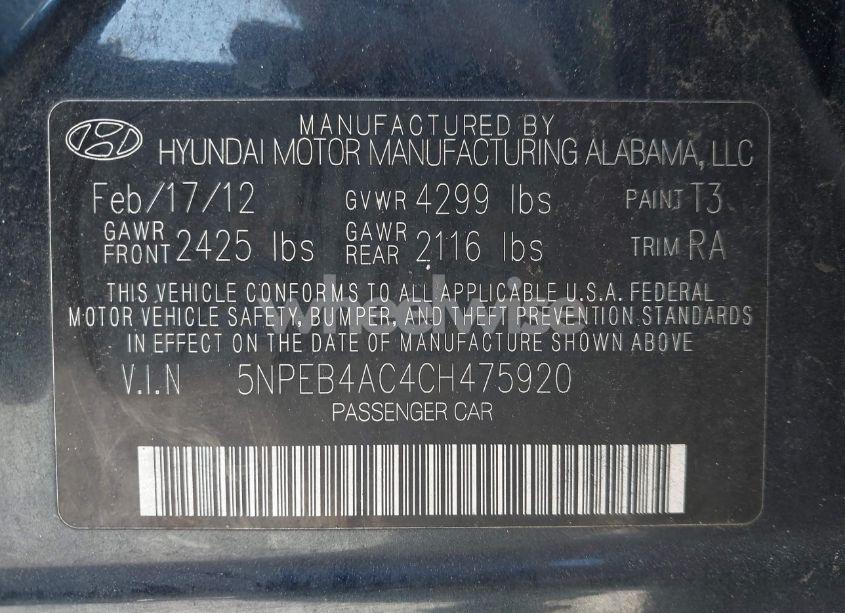 MANUFACTURED BY
HYUNDAI MOTOR MANUFACTURING ALABAMA, LLC
Feb/17/12 GVWR 4299 lbs PAINT T3
GAWR FRONT 2425 lbs GAWR REAR 2116 lbs TRIM RA
THIS VEHICLE CONFORMS TO ALL APPLICABLE U.S.A. FEDERAL
MOTOR VEHICLE SAFETY, BUMPER, AND THEFT PREVENTION STANDARDS
IN EFFECT ON THE DATE OF MANUFACTURE SHOWN ABOVE
V.I.N 5NPEB4AC4CH475920
PASSENGER CAR
wheelwise